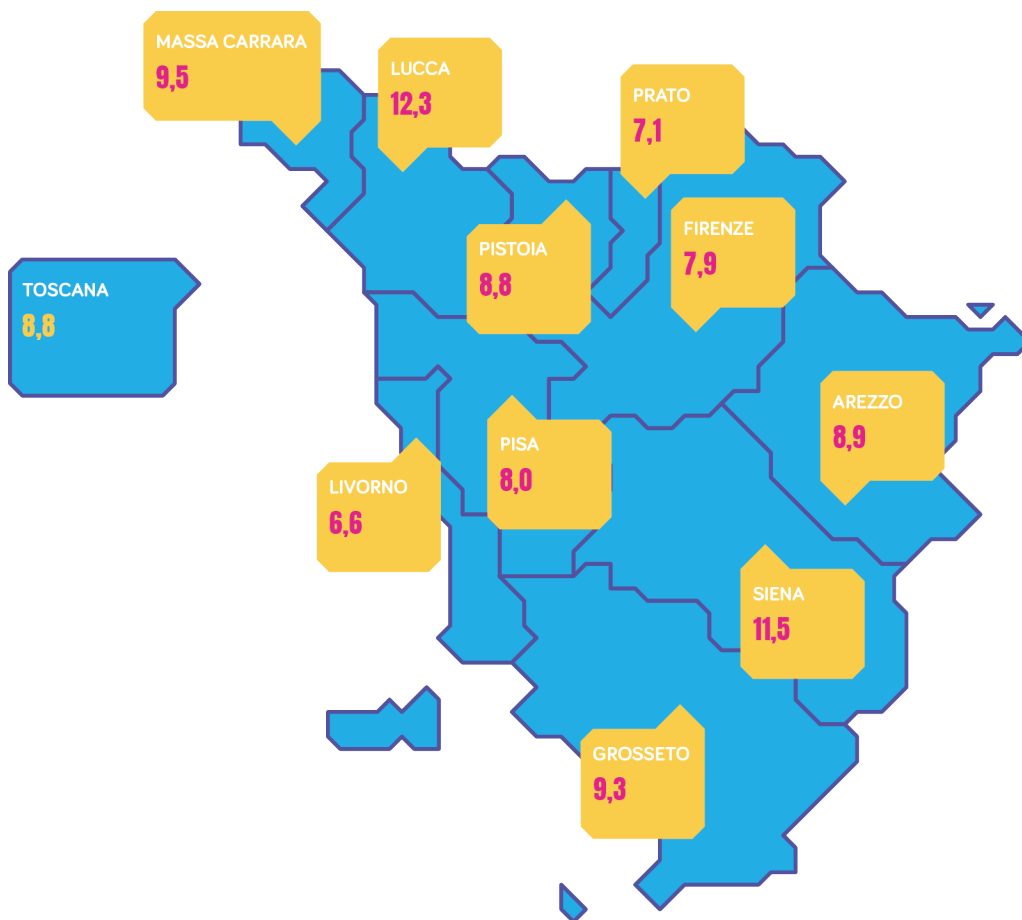 MASSA CARRARA
9,5
LUCCA
12,3
PRATO
7,1
FIRENZE
7,9
PISTOIA
8,8
TOSCANA
8,8
AREZZO
8,9
PISA
8,0
LIVORNO
6,6
SIENA
11,5
GROSSETO
9,3